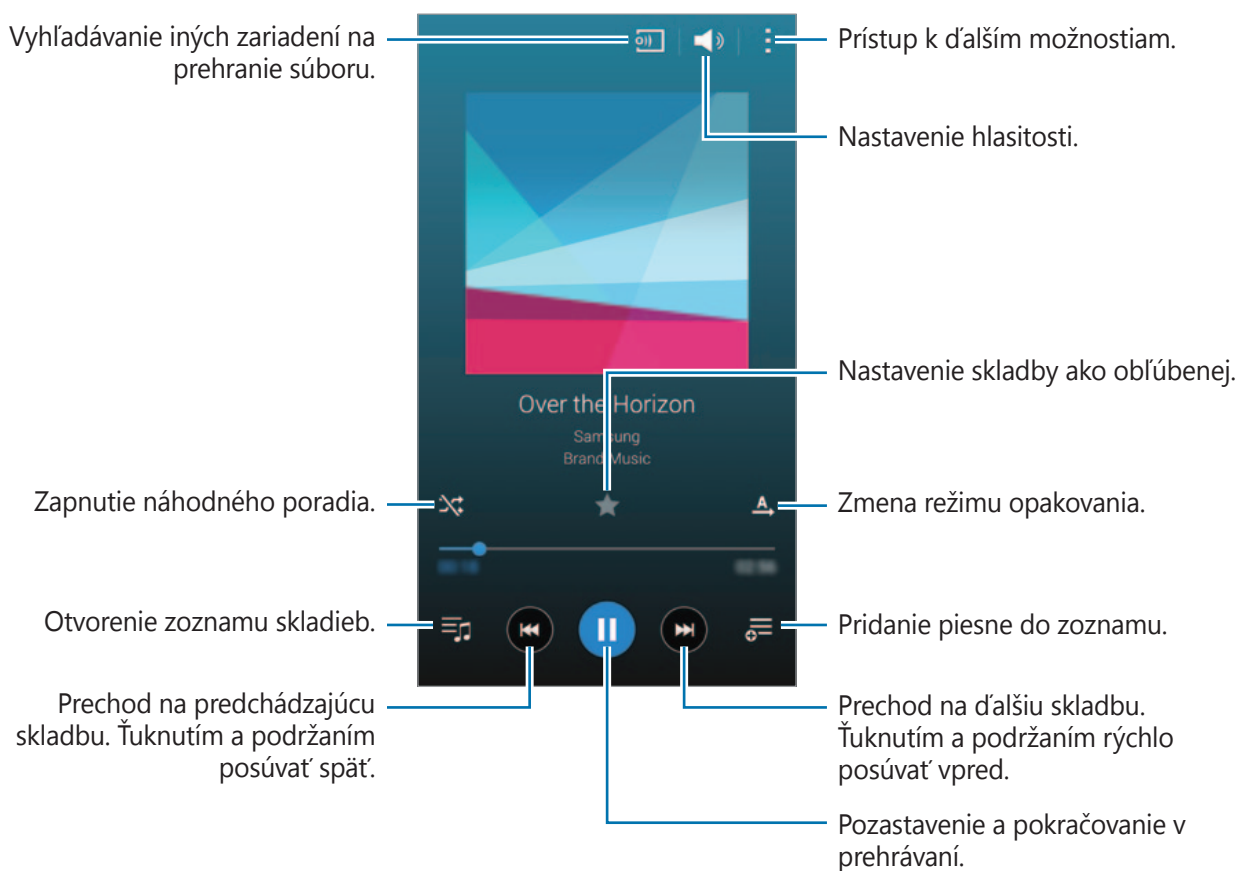 Vyhľadávanie iných zariadení na
prehranie súboru.
Prístup k ďalším možnostiam.
Nastavenie hlasitosti.
Nastavenie skladby ako obľúbenej.
Over the Horizon
Samsung
Brand Music
Zapnutie náhodného poradia.
A
Zmena režimu opakovania.
Otvorenie zoznamu skladieb.
Pridanie piesne do zoznamu.
Prechod na predchádzajúcu
skladbu. Ťuknutím a podržaním
posúvať späť.
Prechod na ďalšiu skladbu.
Ťuknutím a podržaním rýchlo
posúvať vpred.
Pozastavenie a pokračovanie v
prehrávaní.